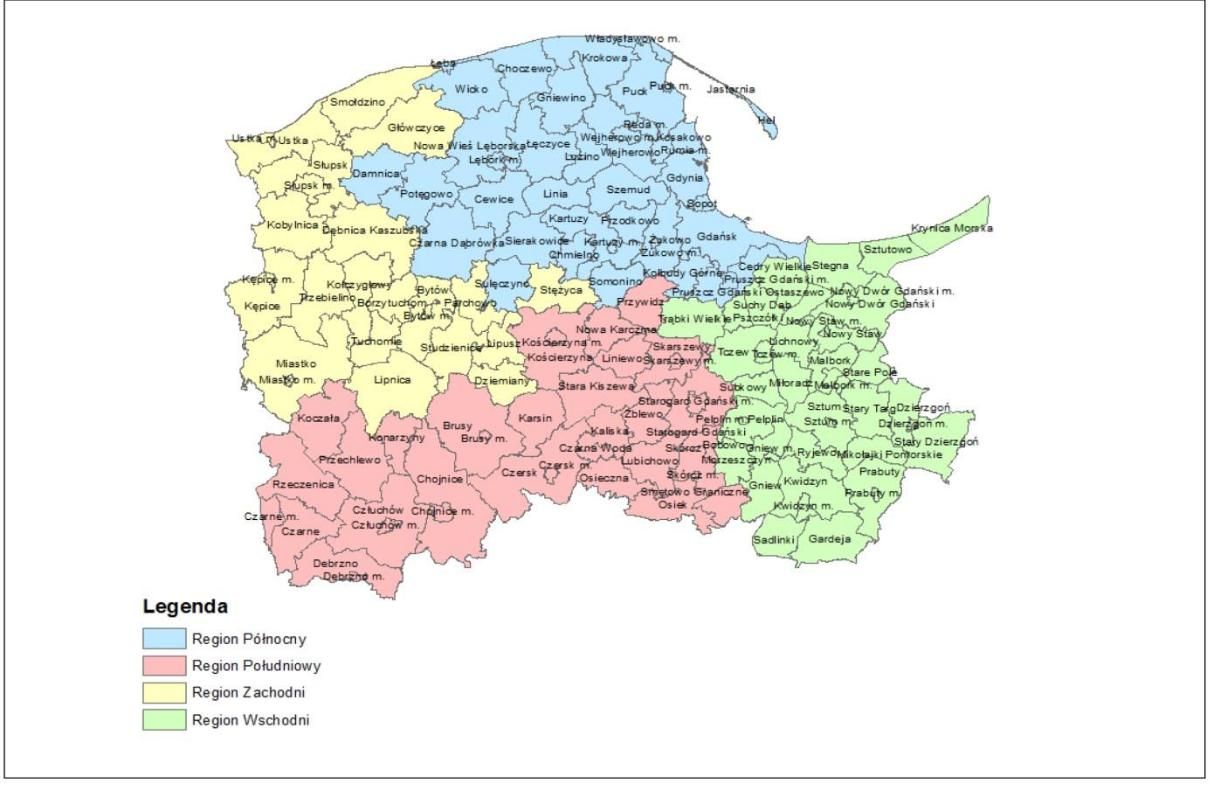 Władysławowo m.
Łeba
Choczewo
Krokowa
Wicko
Gniewino
Puck
Puck m.
Jastarnia
Hel
Smołdzino
Główczyce
Ustka m.
Ustka
Nowa Wieś Lęborska
Łęczyce
Reda m.
Wejherowo m.
Kosakowo
Lębork m.
Luzino
Wejherowo
Rumia m.
Słupsk
Damnica
Słupsk m.
Potęgowo
Cewice
Linia
Szemud
Gdynia
Sopot
Kobylnica
Dębnica Kaszubska
Czarna Dąbrówka
Sierakowice
Kartuzy
Przodkowo
Kartuzy m.
Chmielno
Żukowo
Żukowo m.
Gdańsk
Krynica Morska
Sztutowo
Stegna
Cedry Wielkie
Kępice m.
Kępice
Kołczygłowy
Trzebielino
Bytów
Borzytuchom
Parchowo
Bytów m.
Sulęczyno
Stężyca
Somonino
Kolbudy Górne
Pruszcz Gdański m.
Pruszcz Gdański
Ostaszewo
Nowy Dwór Gdański m.
Nowy Dwór Gdański
Przywidz
Suchy Dąb
Trąbki Wielkie
Pszczółki
Nowy Staw m.
Nowy Staw
Nowa Karczma
Tuchomie
Studzienice
Lipusz
Kościerzyna m.
Kościerzyna
Liniewo
Skarszewy
Skarszewy m.
Tczew
Tczew m.
Lichnowy
Malbork
Stare Pole
Miastko
Miastko m.
Lipnica
Dziemiany
Stara Kiszewa
Subkowy
Miłoradz
Malbork m.
Koczała
Konarzyny
Brusy
Brusy m.
Karsin
Zblewo
Starogard Gdański m.
Starogard Gdański
Pelplin m.
Pelplin
Sztum
Sztum m.
Stary Targ
Dzierzgoń
Dzierzgoń m.
Stary Dzierzgoń
Kaliska
Czarna Woda
Lubichowo
Skórcz
Bobowo
Morzeszczyn
Gniew m.
Ryjewo
Mikołajki Pomorskie
Przechlewo
Rzeczenica
Chojnice
Czersk
Czersk m.
Osieczna
Skórcz m.
Smętowo Graniczne
Osiek
Gniew
Kwidzyn
Kwidzyn m.
Prabuty
Prabuty m.
Człuchów
Człuchów m.
Chojnice m.
Czarne m.
Czarne
Sadlinki
Gardeja
Debrzno
Debrzno m.
Legenda
Region Północny
Region Południowy
Region Zachodni
Region Wschodni